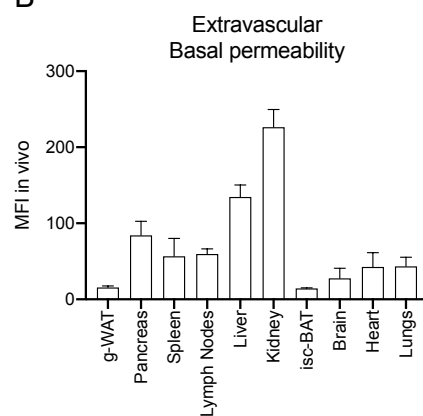 B
Extravascular
Basal permeability
MFI in vivo
300
200
100
0
g-WAT
Pancreas
Spleen
Lymph Nodes
Liver
Kidney
isc-BAT
Brain
Heart
Lungs